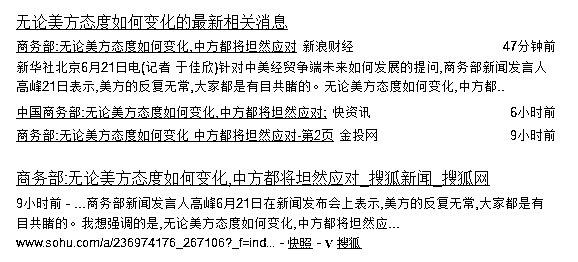 无论美方态度如何变化的最新相关消息
商务部:无论美方态度如何变化,中方都将坦然应对 新浪财经 47分钟前
新华社北京6月21日电(记者 于佳欣)针对中美经贸争端未来如何发展的提问,商务部新闻发言人
高峰21日表示,美方的反复无常,大家都是有目共睹的。无论美方态度如何变化,中方都..
中国商务部:无论美方态度如何变化,中方都将坦然应对; 快资讯 6小时前
商务部:无论美方态度如何变化 中方都将坦然应对-第2页 金投网 9小时前
商务部:无论美方态度如何变化,中方都将坦然应对_搜狐新闻_搜狐网
9小时前 - ...商务部新闻发言人高峰6月21日在新闻发布会上表示,美方的反复无常,大家都是有
目共睹的。我想强调的是,无论美方态度如何变化,中方都将坦然应...
www.sohu.com/a/236974176_267106?_f=ind... - 快照 - V 搜狐